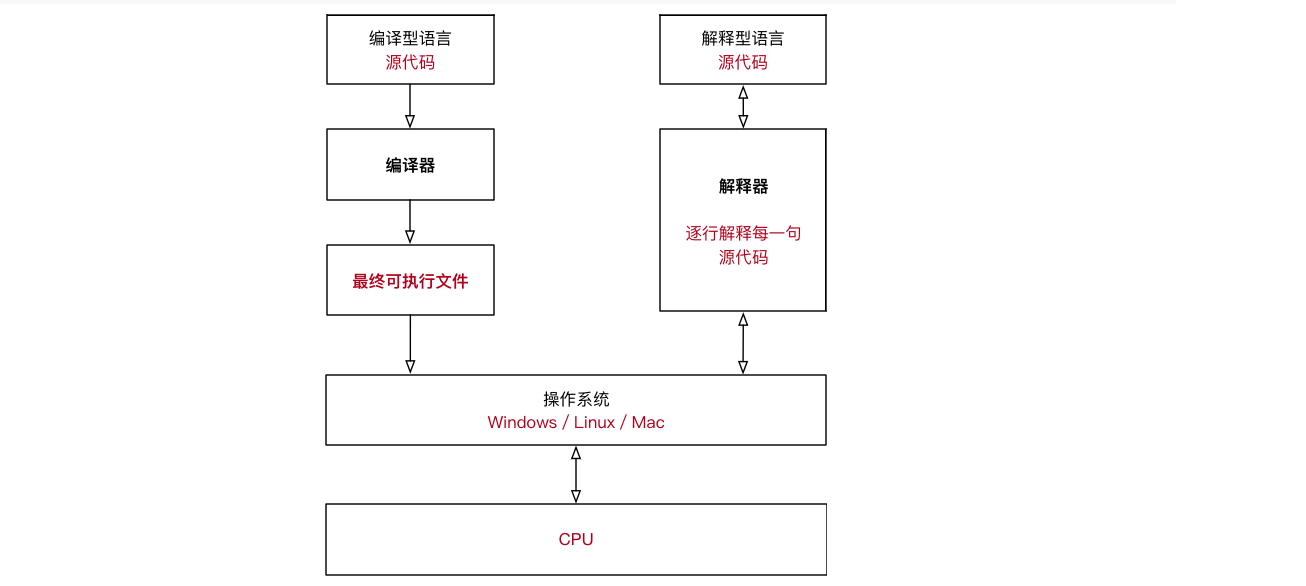 编译型语言
源代码
编译器
最终可执行文件
解释型语言
源代码
解释器
逐行解释每一句
源代码
操作系统
Windows / Linux / Mac
CPU